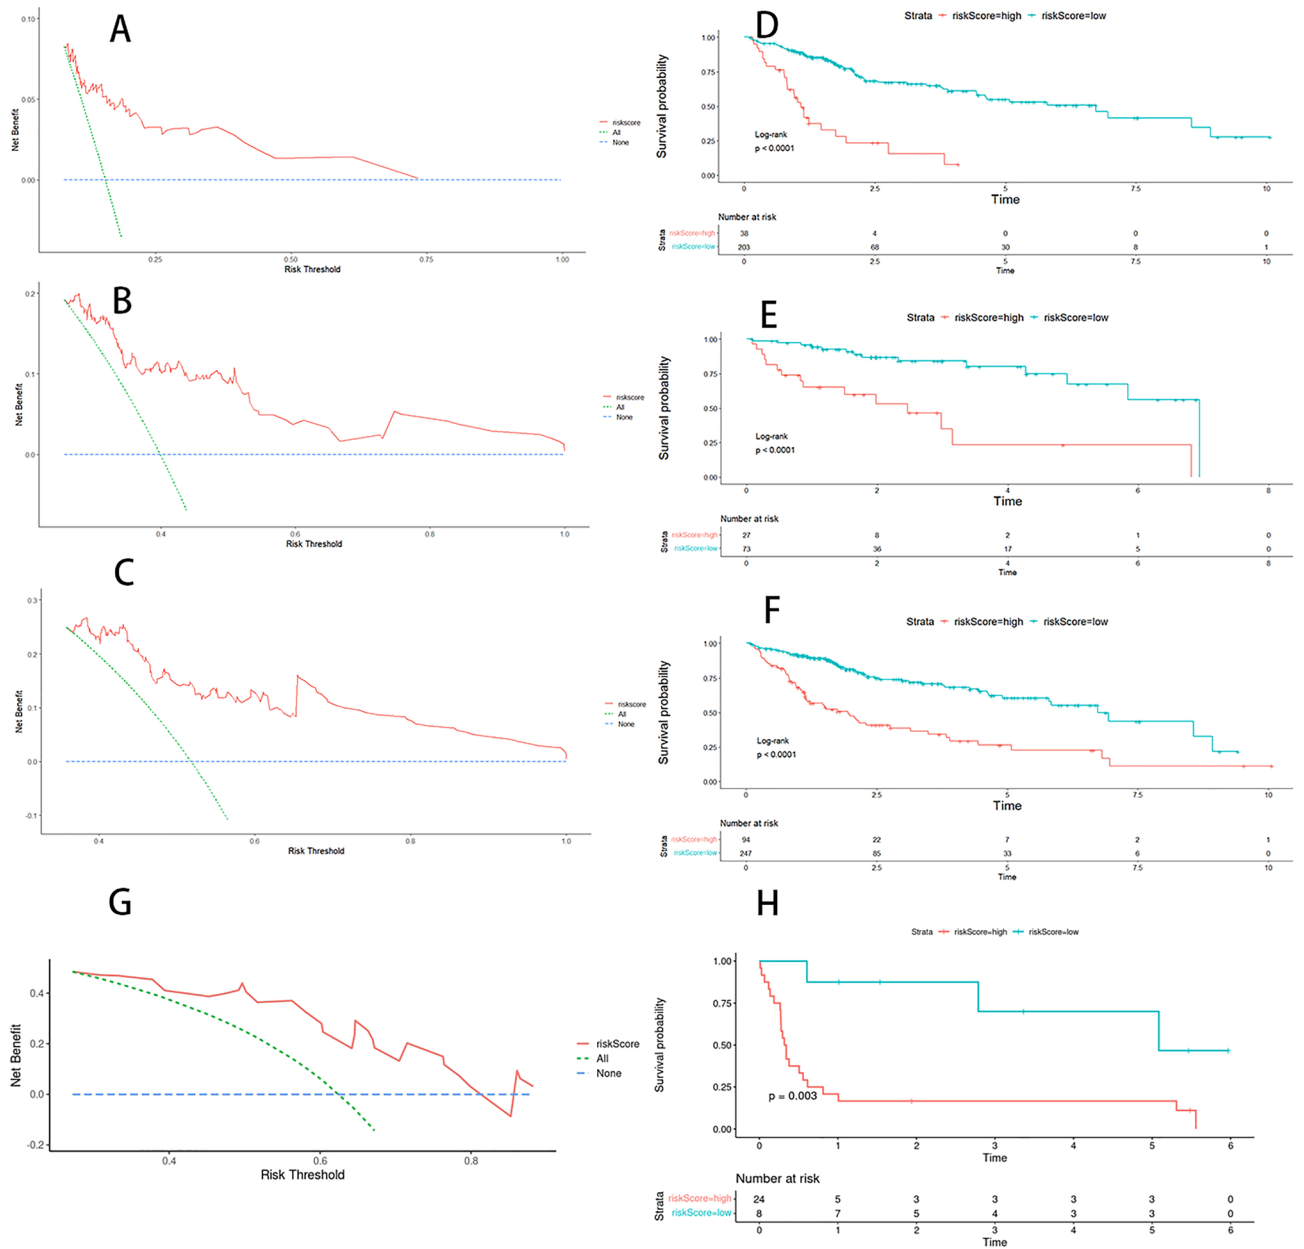 A
0.10
0.05
0.00
Net Benefit
0.25 0.50 0.75 1.00
Risk Threshold
riskscore
All
None
D
Strata riskScore=high riskScore=low
1.00
0.75
0.50
0.25
0.00
Survival probability
Log-rank
p < 0.0001
0 2.5 5 7.5 10
Time
Number at risk
Strata
riskScore=high 38 4 0 0 0
riskScore=low 203 68 30 8 1
0 2.5 5 7.5 10
Time
B
0.2
0.1
0.0
Net Benefit
0.4 0.6 0.8 1.0
Risk Threshold
riskscore
All
None
E
Strata riskScore=high riskScore=low
1.00
0.75
0.50
0.25
0.00
Survival probability
Log-rank
p < 0.0001
0 2 4 6 8
Time
Number at risk
Strata
riskScore=high 27 8 2 1 0
riskScore=low 73 36 17 5 0
0 2 4 6 8
Time
C
0.3
0.2
0.1
0.0
-0.1
Net Benefit
0.4 0.6 0.8 1.0
Risk Threshold
riskscore
All
None
F
Strata riskScore=high riskScore=low
1.00
0.75
0.50
0.25
0.00
Survival probability
Log-rank
p < 0.0001
0 2.5 5 7.5 10
Time
Number at risk
Strata
riskScore=high 94 22 7 2 1
riskScore=low 247 85 33 6 0
0 2.5 5 7.5 10
Time
G
0.4
0.2
0.0
-0.2
Net Benefit
0.4 0.6 0.8
Risk Threshold
riskScore
All
None
H
Strata riskScore=high riskScore=low
1.00
0.75
0.50
0.25
0.00
Survival probability
p = 0.003
0 1 2 3 4 5 6
Time
Number at risk
Strata
riskScore=high 24 5 3 3 3 3 0
riskScore=low 8 7 5 4 3 3 0
0 1 2 3 4 5 6
Time